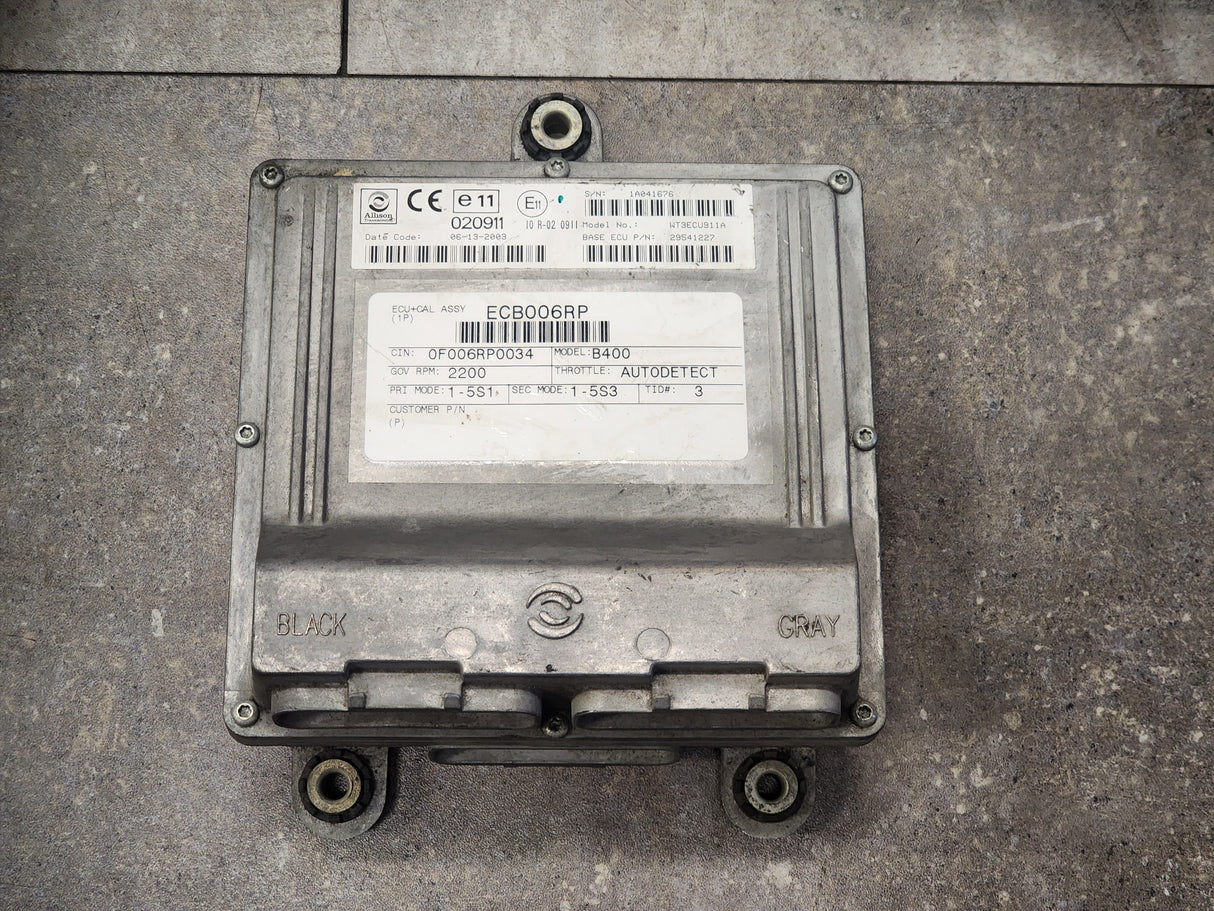 Allison
Transmission
CE
e 11
020911
E11
10 R-02 0911
S/N: 1A041676
Model No.: WT3ECU911A
Date Code: 06-13-2003
BASE ECU P/N: 29541227
ECU+CAL ASSY ECB006RP
(1P)
CIN: 0F006RP0034 MODEL: B400
GOV RPM: 2200 THROTTLE: AUTODETECT
PRI MODE: 1-5S1 SEC MODE: 1-5S3 TID#: 3
CUSTOMER P/N
(P)
BLACK
GRAY